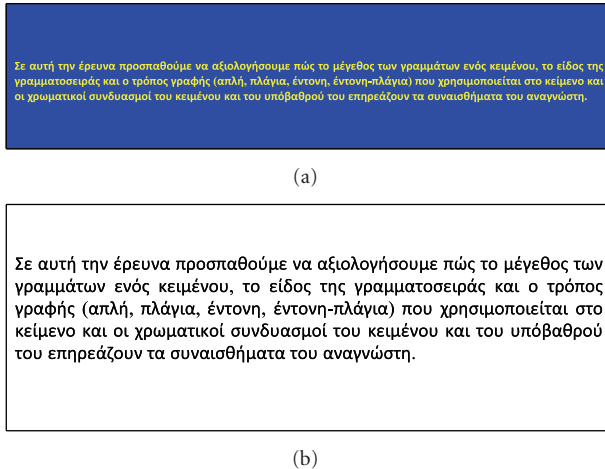 Σε αυτή την έρευνα προσπαθούμε να αξιολογήσουμε πώς το μέγεθος των γραμμάτων ενός κειμένου, το είδος της
γραμματοσειράς και ο τρόπος γραφής (απλή, πλάγια, έντονη, έντονη-πλάγια) που χρησιμοποιείται στο κείμενο και
οι χρωματικοί συνδυασμοί του κειμένου και του υπόβαθρού του επηρεάζουν τα συναισθήματα του αναγνώστη.
(a)
Σε αυτή την έρευνα προσπαθούμε να αξιολογήσουμε πώς το μέγεθος των
γραμμάτων ενός κειμένου, το είδος της γραμματοσειράς και ο τρόπος
γραφής (απλή, πλάγια, έντονη, έντονη-πλάγια) που χρησιμοποιείται στο
κείμενο και οι χρωματικοί συνδυασμοί του κειμένου και του υπόβαθρού
του επηρεάζουν τα συναισθήματα του αναγνώστη.
(b)